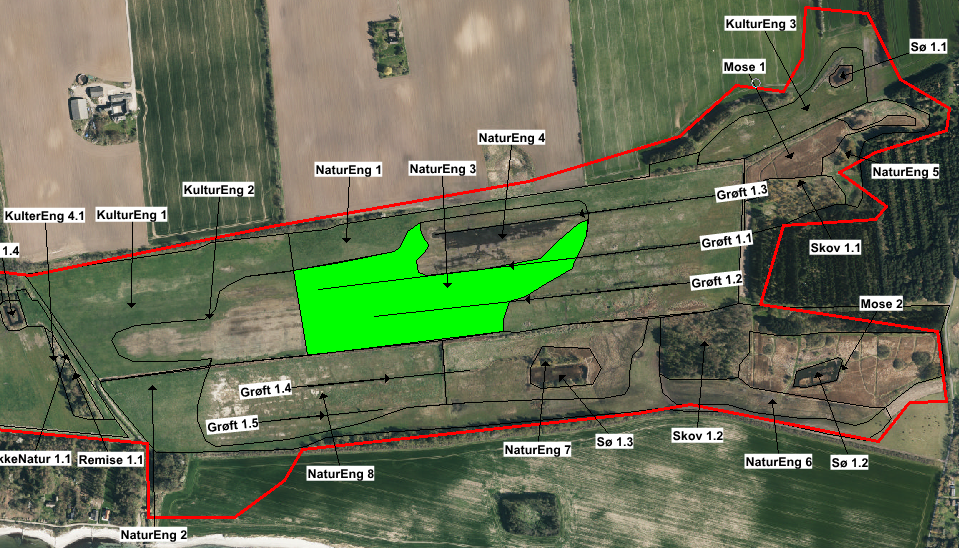 KulturEng 3
Sø 1.1
Mose 1
NaturEng 4
NaturEng 1
NaturEng 3
NaturEng 5
KulturEng 2
Grøft 1.3
KulterEng 4.1
KulturEng 1
Grøft 1.1
Skov 1.1
1.4
Grøft 1.2
Mose 2
Grøft 1.4
Grøft 1.5
Skov 1.2
Sø 1.3
NaturEng 7
kkeNatur 1.1
Remise 1.1
NaturEng 8
NaturEng 6
Sø 1.2
NaturEng 2